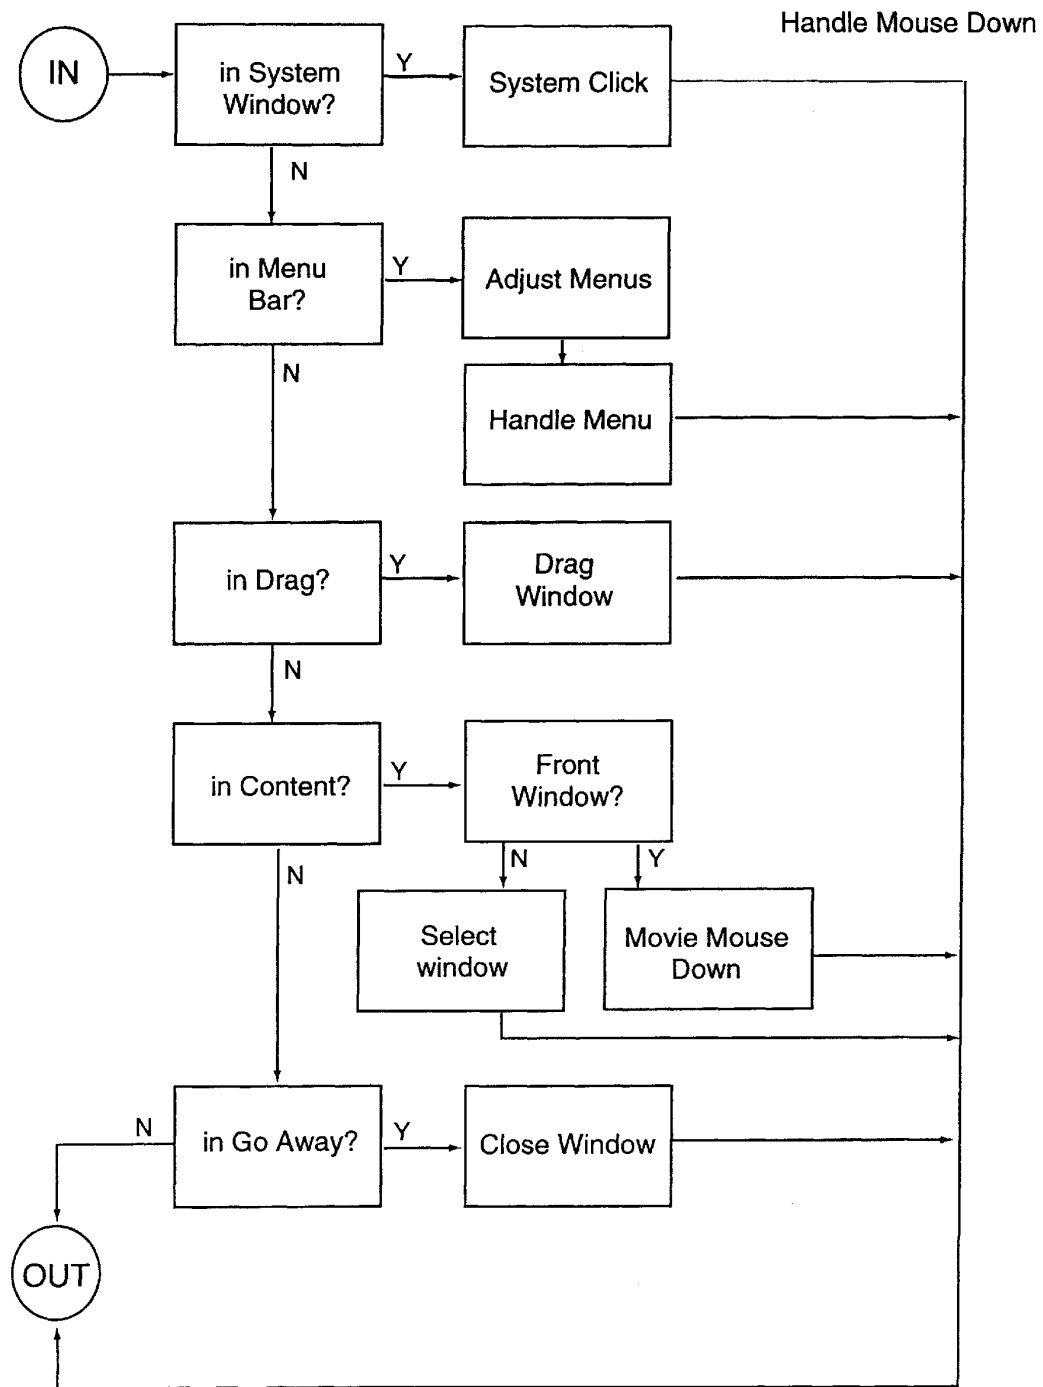 Handle Mouse Down
IN
in System
Window?
Y
System Click
N
in Menu
Bar?
Y
Adjust Menus
N
Handle Menu
in Drag?
Y
Drag
Window
N
in Content?
Y
Front
Window?
N
Y
N
Select
window
Movie Mouse
Down
N
in Go Away?
Y
Close Window
OUT